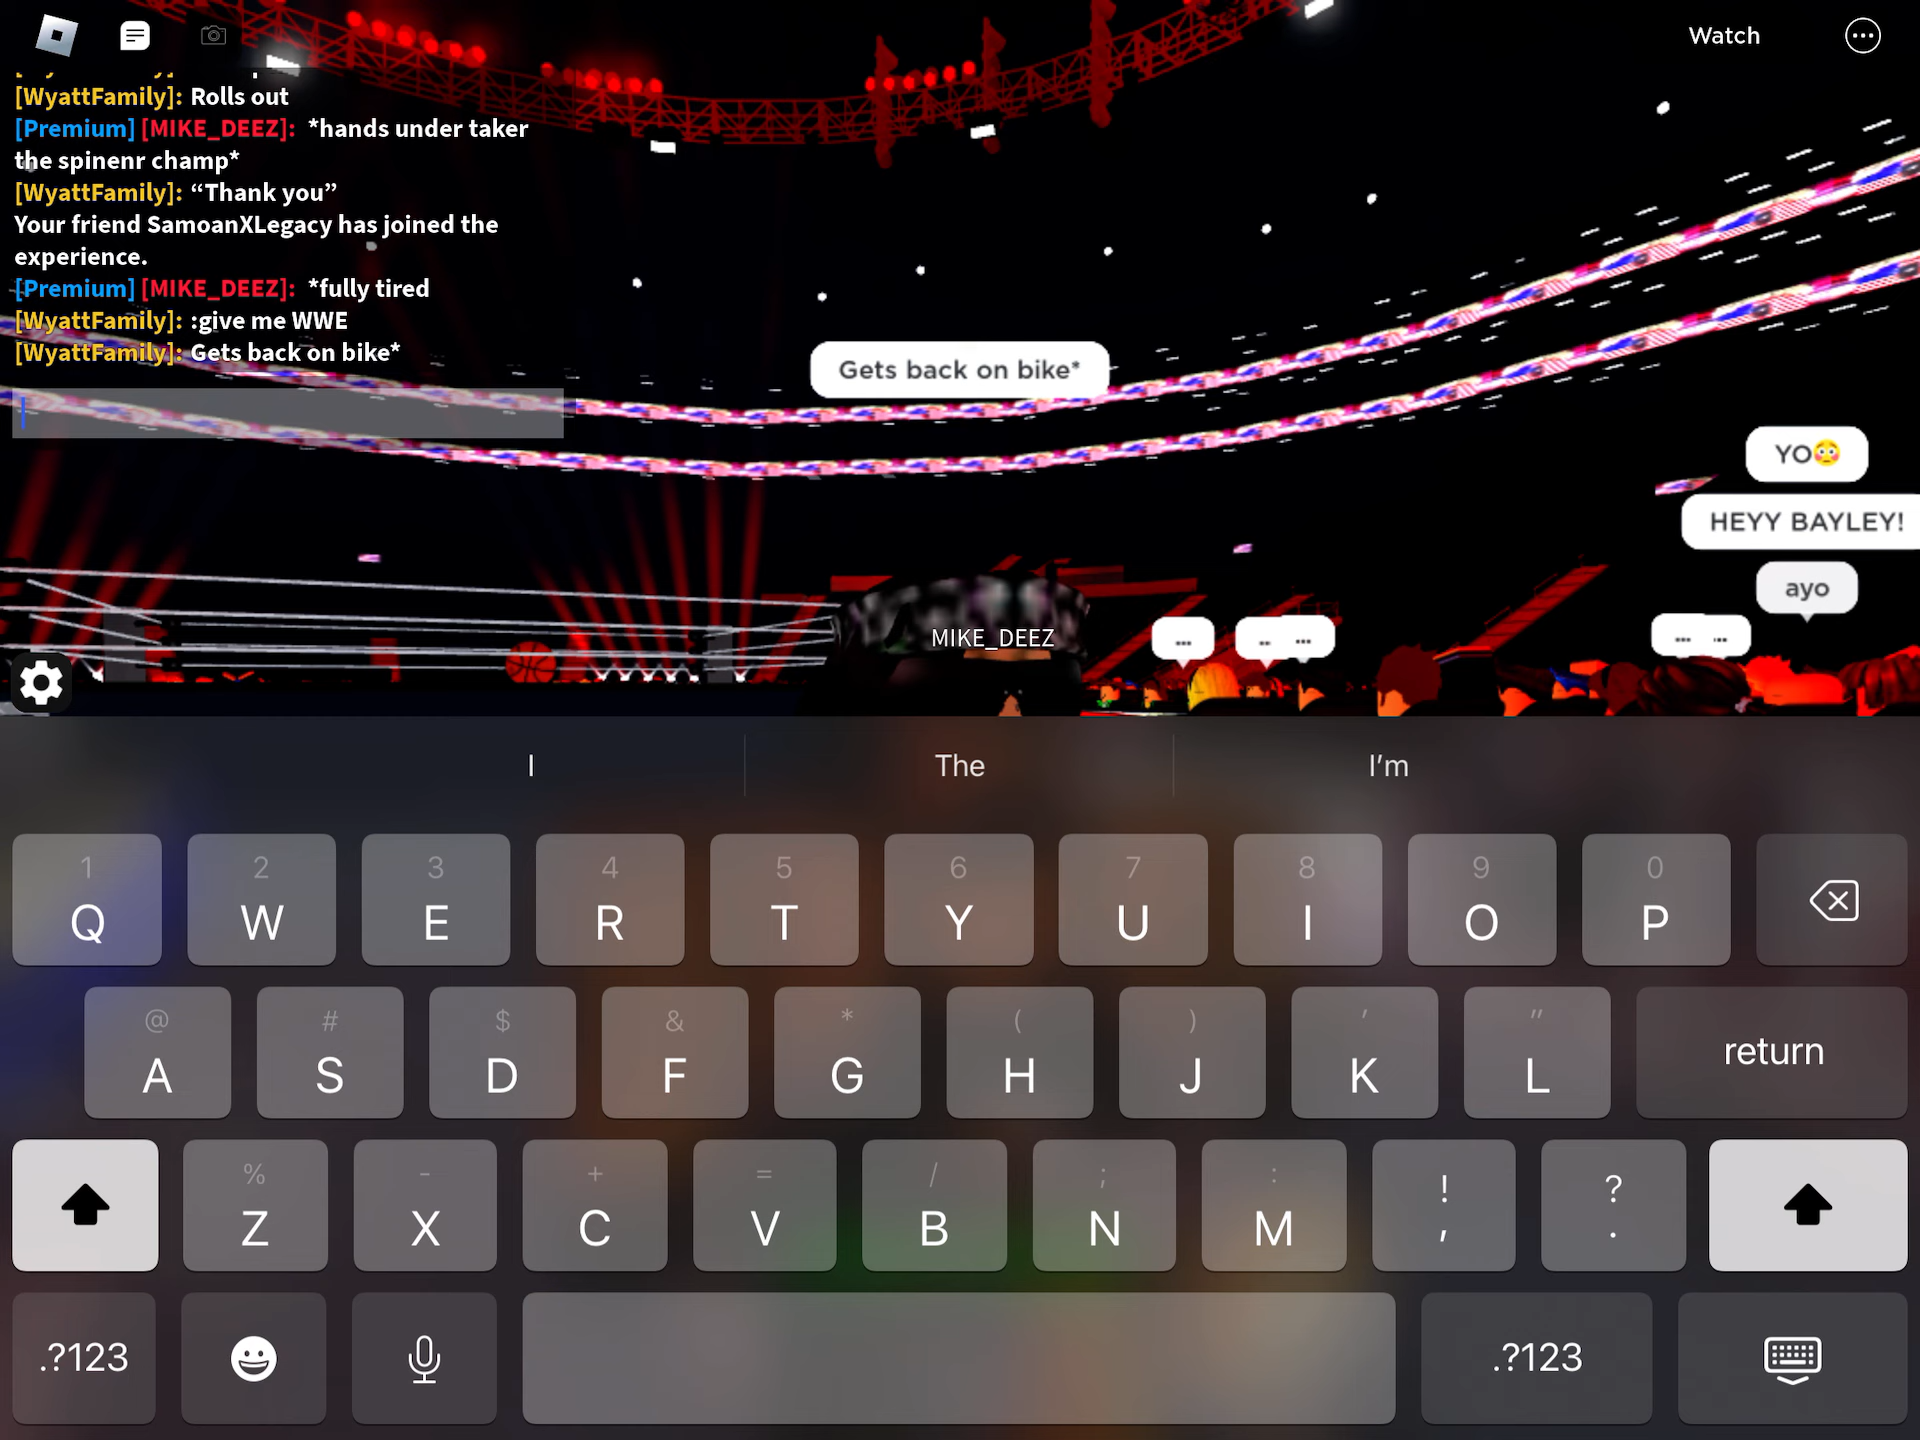 Watch
[WyattFamily]: Rolls out
[Premium] [MIKE_DEEZ]: *hands under taker
the spinenr champ*
[WyattFamily]: “Thank you”
Your friend SamoanXLegacy has joined the
experience.
[Premium] [MIKE_DEEZ]: *fully tired
[WyattFamily]: :give me WWE
[WyattFamily]: Gets back on bike*
Gets back on bike*
YO😳
HEYY BAYLEY!
ayo
MIKE_DEEZ
...
.. ...
... ..
I The I’m
1 2 3 4 5 6 7 8 9 0
Q W E R T Y U I O P
@ # $ & * ( ) ' "
A S D F G H J K L return
% - + = / ; : ! ?
Z X C V B N M , .
.?123 .?123